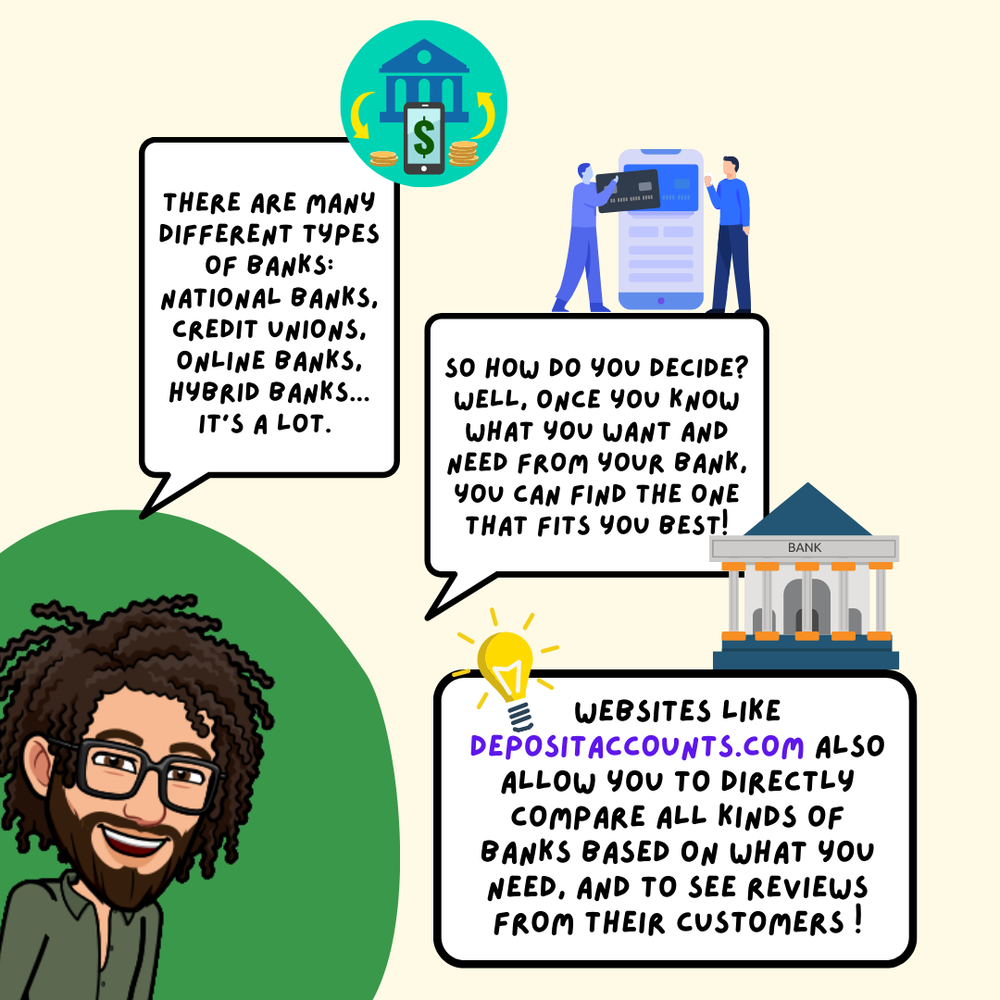 $
THERE ARE MANY
DIFFERENT TYPES
OF BANKS:
NATIONAL BANKS,
CREDIT UNIONS,
ONLINE BANKS,
HYBRID BANKS...
IT'S A LOT.
SO HOW DO YOU DECIDE?
WELL, ONCE YOU KNOW
WHAT YOU WANT AND
NEED FROM YOUR BANK,
YOU CAN FIND THE ONE
THAT FITS YOU BEST!
BANK
WEBSITES LIKE
DEPOSITACCOUNTS.COM ALSO
ALLOW YOU TO DIRECTLY
COMPARE ALL KINDS OF
BANKS BASED ON WHAT YOU
NEED, AND TO SEE REVIEWS
FROM THEIR CUSTOMERS !